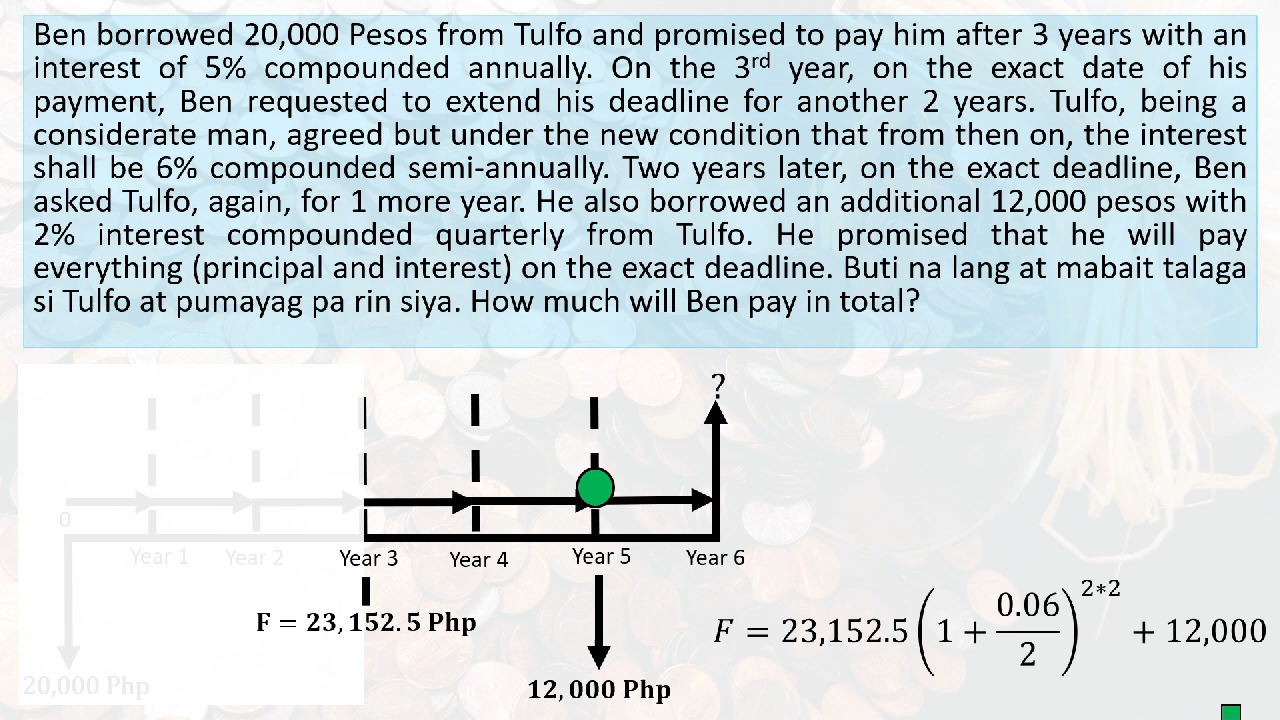 Ben borrowed 20,000 Pesos from Tulfo and promised to pay him after 3 years with an
interest of 5% compounded annually. On the 3rd year, on the exact date of his
payment, Ben requested to extend his deadline for another 2 years. Tulfo, being a
considerate man, agreed but under the new condition that from then on, the interest
shall be 6% compounded semi-annually. Two years later, on the exact deadline, Ben
asked Tulfo, again, for 1 more year. He also borrowed an additional 12,000 pesos with
2% interest compounded quarterly from Tulfo. He promised that he will pay
everything (principal and interest) on the exact deadline. Buti na lang at mabait talaga
si Tulfo at pumayag pa rin siya. How much will Ben pay in total?
?
0
Year 1 Year 2 Year 3 Year 4 Year 5 Year 6
F = 23,152.5 Php
F = 23,152.5(1 + 0.06/2)^2*2 + 12,000
20,000 Php
12,000 Php